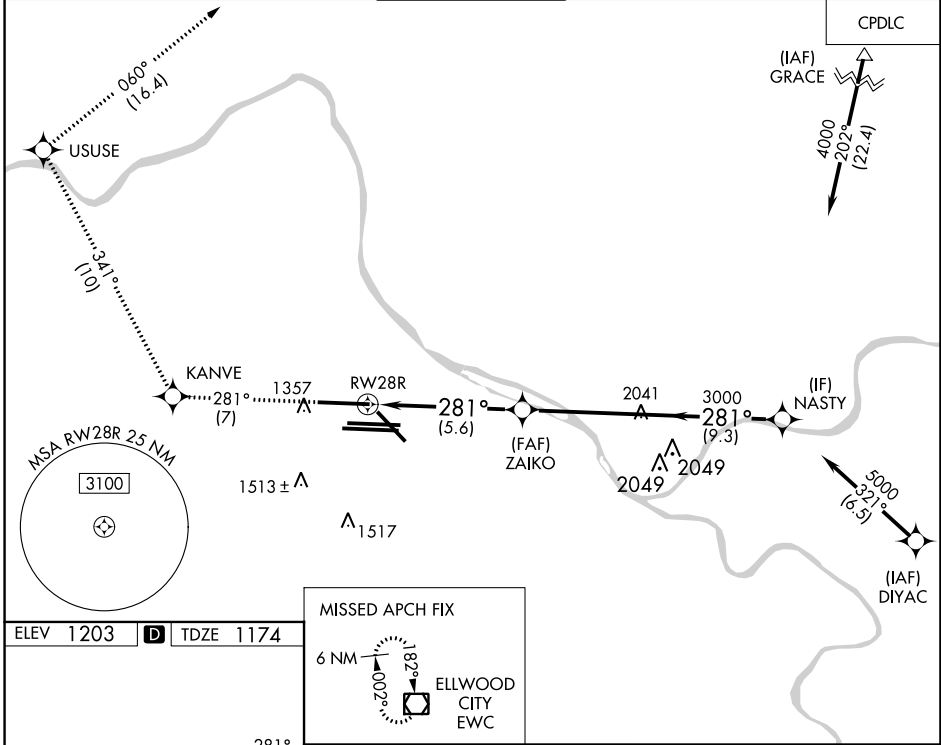 CPDLC
(IAF)
GRACE
4000
202°
(22.4)
060°
(16.4)
USUSE
341°
(10)
KANVE
281°
(7)
1357
RW28R
281°
(5.6)
(FAF)
ZAIKO
2041
3000
281°
(9.3)
(IF)
NASTY
2049
2049
1513 ±
1517
5000
321°
(6.5)
(IAF)
DIYAC
MSA RW28R 25 NM
3100
ELEV 1203 D TDZE 1174
MISSED APCH FIX
6 NM
182°
002°
ELLWOOD
CITY
EWC
281°